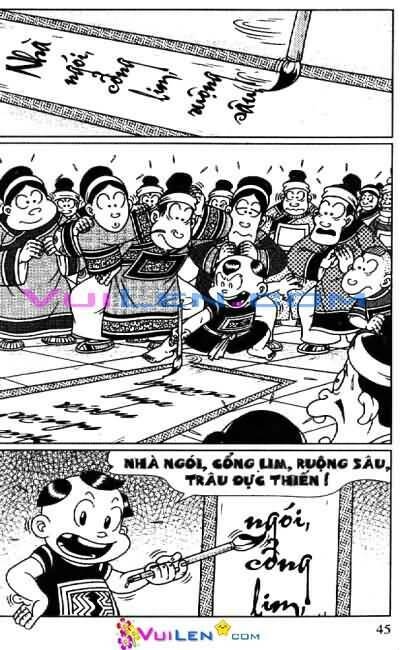 Nhà
ngói,
cổng
lim,
ruộng
sâu,
VUILEN.COM
NHÀ NGÓI, CỔNG LIM, RUỘNG SÂU,
TRÂU ĐỰC THIẾN!
ngói,
cổng
lim,
45
VUILEN.com